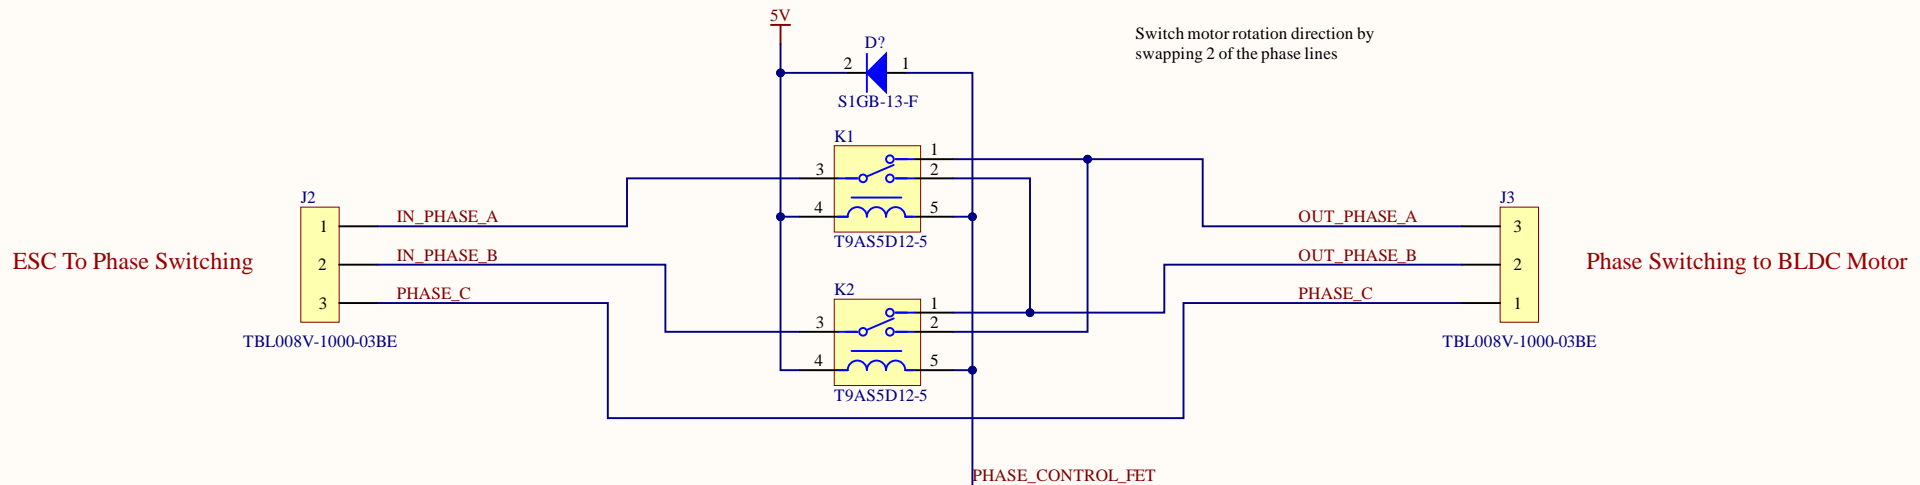 5V
Switch motor rotation direction by
swapping 2 of the phase lines
D?
2 1
S1GB-13-F
K1
1
3 2
4 5
T9AS5D12-5
J2
1 IN_PHASE_A
2 IN_PHASE_B
3 PHASE_C
TBL008V-1000-03BE
ESC To Phase Switching
K2
1
3 2
4 5
T9AS5D12-5
J3
OUT_PHASE_A 3
OUT_PHASE_B 2
PHASE_C 1
TBL008V-1000-03BE
Phase Switching to BLDC Motor
PHASE_CONTROL_FET